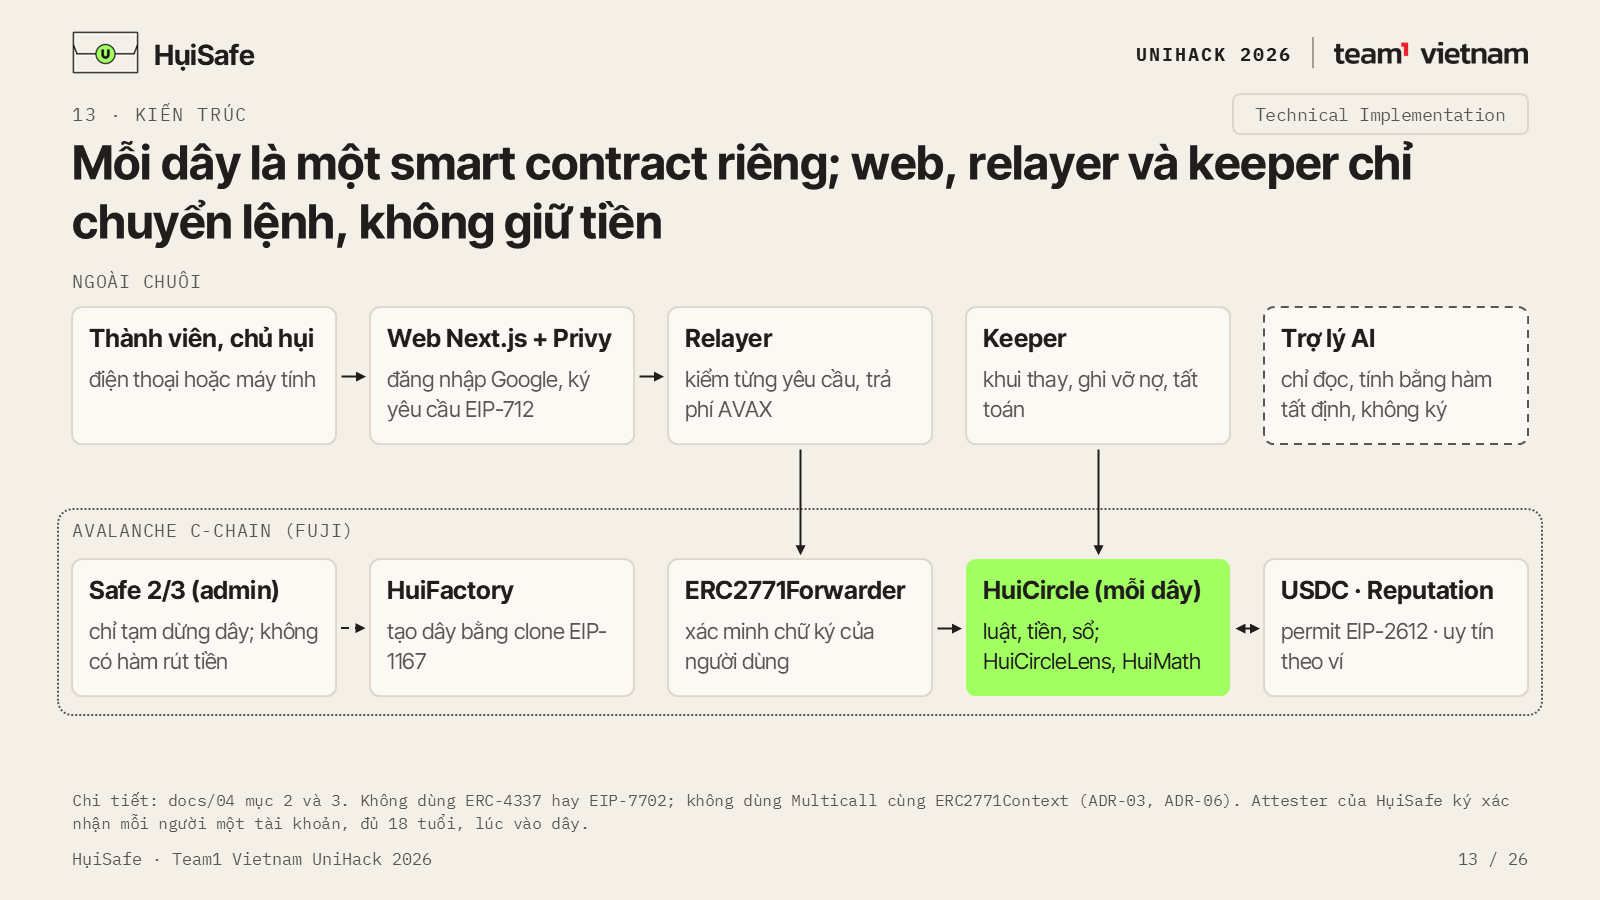 HụiSafe
UNIHACK 2026
team1 vietnam
13 · KIẾN TRÚC
Technical Implementation
Mỗi dây là một smart contract riêng; web, relayer và keeper chỉ
chuyển lệnh, không giữ tiền
NGOÀI CHUỖI
Thành viên, chủ hụi
điện thoại hoặc máy tính
Web Next.js + Privy
đăng nhập Google, ký
yêu cầu EIP-712
Relayer
kiểm từng yêu cầu, trả
phí AVAX
Keeper
khui thay, ghi vỡ nợ, tất
toán
Trợ lý AI
chỉ đọc, tính bằng hàm
tất định, không ký
AVALANCHE C-CHAIN (FUJI)
Safe 2/3 (admin)
chỉ tạm dừng dây; không
có hàm rút tiền
HuiFactory
tạo dây bằng clone EIP-
1167
ERC2771Forwarder
xác minh chữ ký của
người dùng
HuiCircle (mỗi dây)
luật, tiền, sổ;
HuiCircleLens, HuiMath
USDC · Reputation
permit EIP-2612 · uy tín
theo ví
Chi tiết: docs/04 mục 2 và 3. Không dùng ERC-4337 hay EIP-7702; không dùng Multicall cùng ERC2771Context (ADR-03, ADR-06). Attester của HụiSafe ký xác
nhận mỗi người một tài khoản, đủ 18 tuổi, lúc vào dây.
HụiSafe · Team1 Vietnam UniHack 2026
13 / 26